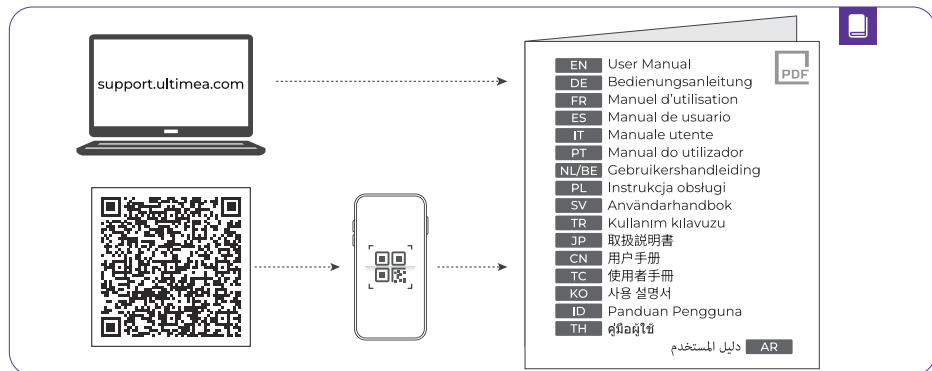 support.ultimea.com
PDF
EN User Manual
DE Bedienungsanleitung
FR Manuel d'utilisation
ES Manual de usuario
IT Manuale utente
PT Manual do utilizador
NL/BE Gebruikershandleiding
PL Instrukcja obsługi
SV Användarhandbok
TR Kullanım kılavuzu
JP 取扱説明書
CN 用户手册
TC 使用者手冊
KO 사용 설명서
ID Panduan Pengguna
TH คู่มือผู้ใช้
AR دليل المستخدم